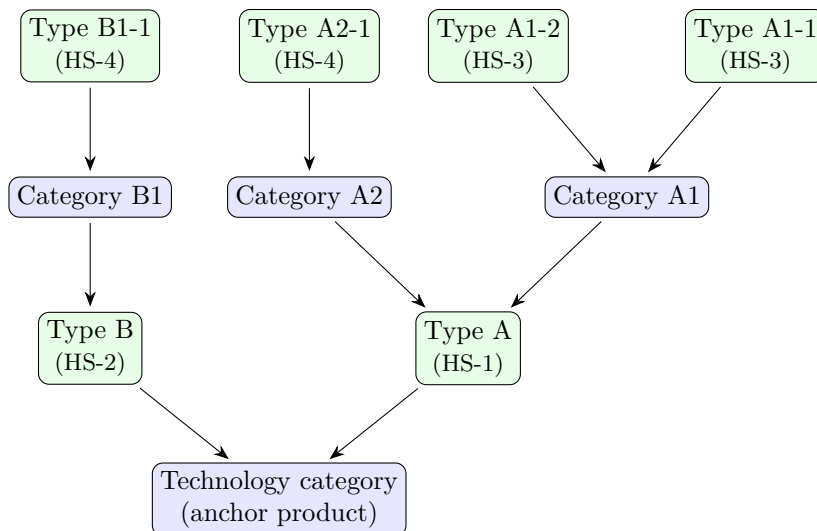 Type B1-1
(HS-4)
Type A2-1
(HS-4)
Type A1-2
(HS-3)
Type A1-1
(HS-3)
Category B1
Category A2
Category A1
Type B
(HS-2)
Type A
(HS-1)
Technology category
(anchor product)